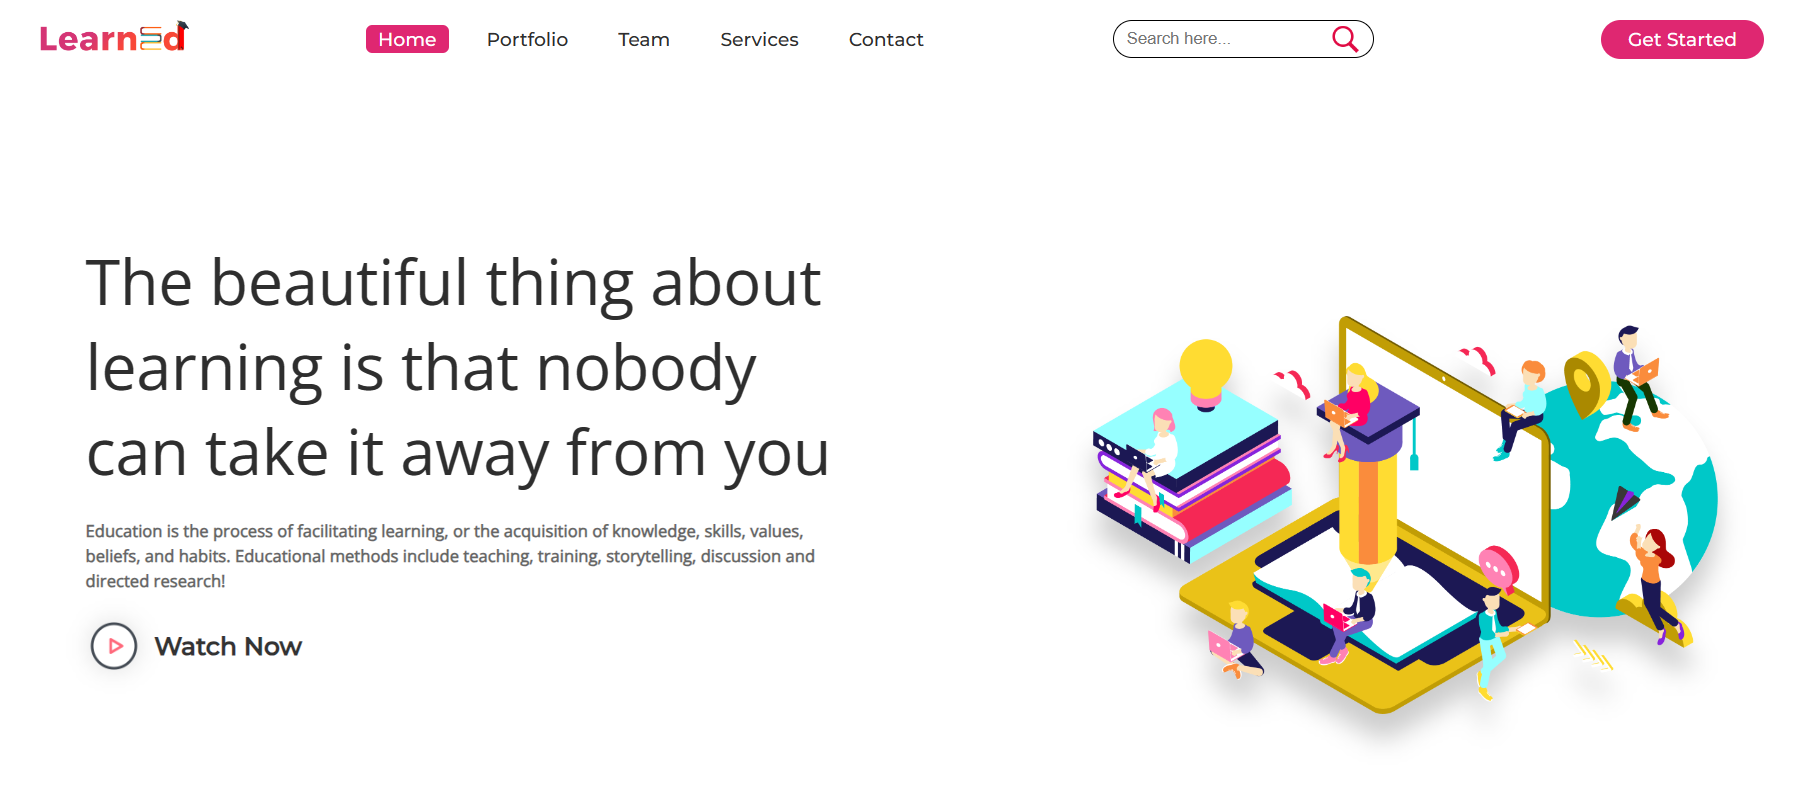 LearnEd
Home Portfolio Team Services Contact Search here... Get Started
The beautiful thing about
learning is that nobody
can take it away from you
Education is the process of facilitating learning, or the acquisition of knowledge, skills, values,
beliefs, and habits. Educational methods include teaching, training, storytelling, discussion and
directed research!
Watch Now